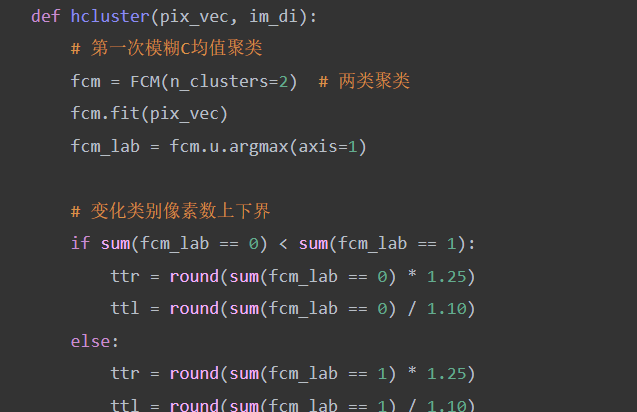 def hcluster(pix_vec, im_di):
# 第一次模糊C均值聚类
fcm = FCM(n_clusters=2)  # 两类聚类
fcm.fit(pix_vec)
fcm_lab = fcm.u.argmax(axis=1)
# 变化类别像素数上下界
if sum(fcm_lab == 0) < sum(fcm_lab == 1):
ttr = round(sum(fcm_lab == 0) * 1.25)
ttl = round(sum(fcm_lab == 0) / 1.10)
else:
ttr = round(sum(fcm_lab == 1) * 1.25)
ttl = round(sum(fcm_lab == 1) / 1.10)